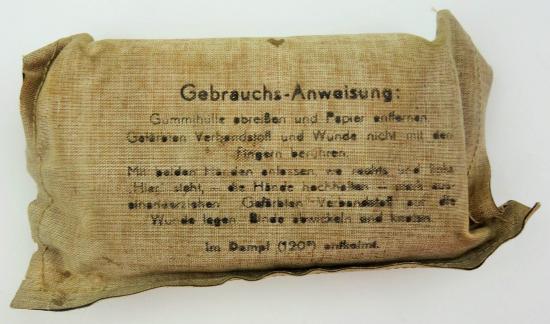 Gebrauchs-Anweisung:
Gummihülle abreißen und Papier entfernen.
Gefärbten Verbandstoff und Wunde nicht mit den
Fingern berühren.
Mit beiden Händen anfassen, wo rechts und links
„Hier" steht, — die Hände hochhalten — stark aus-
einanderziehen. Gefärbten Verbandstoff auf die
Wunde legen. Binde abwickeln und knoten.
Im Dampf (120°) entkeimt.